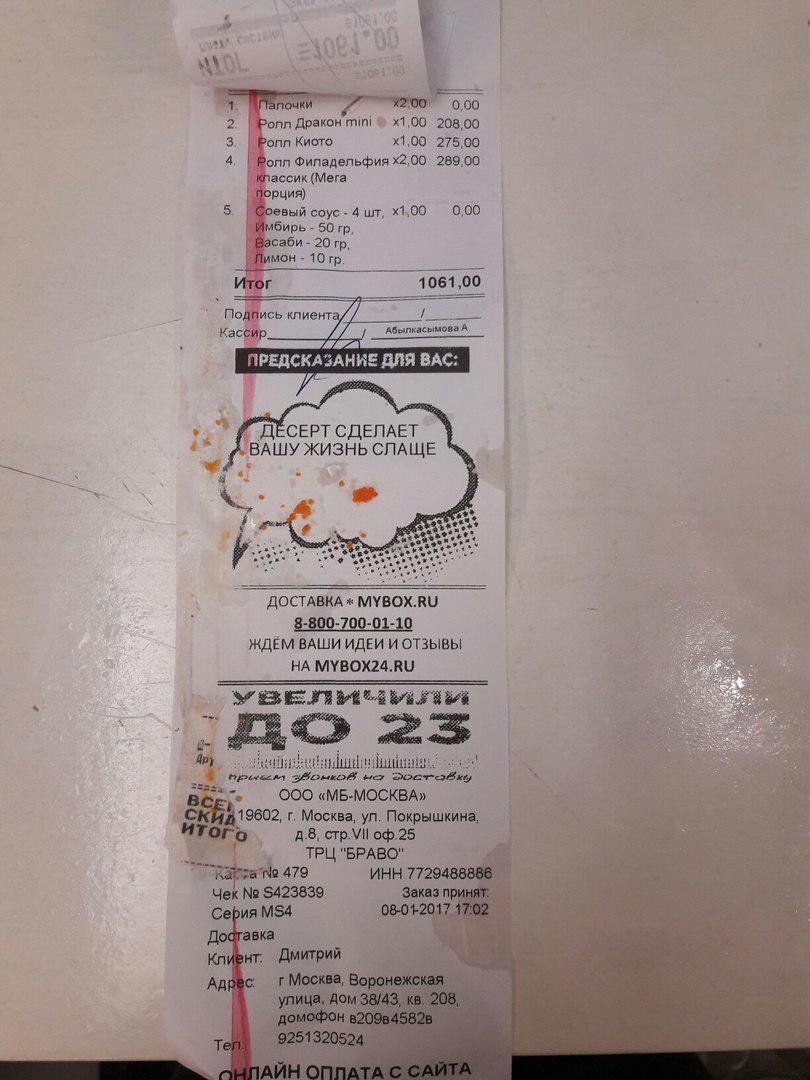 ИТОГ ≡1061.00
1. Палочки x2,00 0,00
2. Ролл Дракон mini x1,00 208,00
3. Ролл Киото x1,00 275,00
4. Ролл Филадельфия x2,00 289,00
классик (Мега
порция)
5. Соевый соус - 4 шт, x1,00 0,00
Имбирь - 50 гр,
Васаби - 20 гр,
Лимон - 10 гр.
Итог 1061,00
Подпись клиента /
Кассир / Абылкасымова А.
ПРЕДСКАЗАНИЕ ДЛЯ ВАС:
ДЕСЕРТ СДЕЛАЕТ
ВАШУ ЖИЗНЬ СЛАЩЕ
ДОСТАВКА * MYBOX.RU
8-800-700-01-10
ЖДЁМ ВАШИ ИДЕИ И ОТЗЫВЫ
НА MYBOX24.RU
УВЕЛИЧИЛИ
ДО 23
прием звонков на доставку
ООО «МБ-МОСКВА»
19602, г. Москва, ул. Покрышкина,
д.8, стр.VII оф.25
ТРЦ "БРАВО"
ВСЕГ
СКИД
ИТОГО
Касса № 479 ИНН 7729488886
Чек № S423839 Заказ принят:
Серия MS4 08-01-2017 17:02
Доставка
Клиент: Дмитрий
Адрес: г Москва, Воронежская
улица, дом 38/43, кв. 208,
домофон в209в4582в
Тел: 9251320524
ОНЛАЙН ОПЛАТА С САЙТА